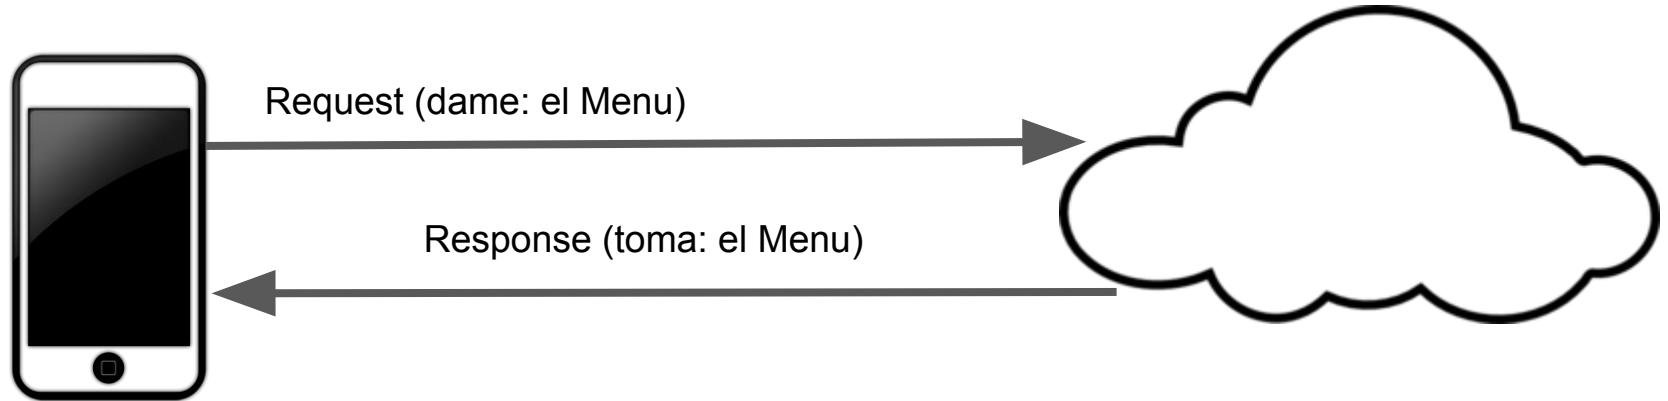 Request (dame: el Menu)
Response (toma: el Menu)